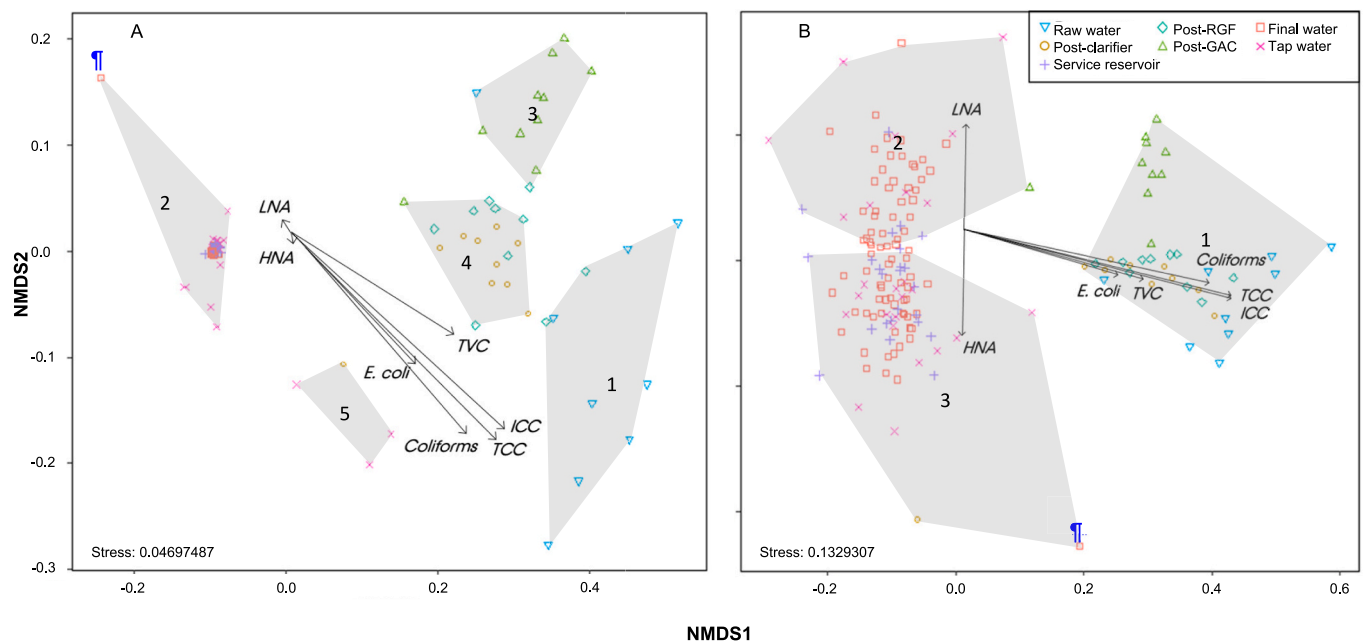 A
¶
0.2
0.1
0.0
-0.1
-0.2
-0.3
NMDS2
2
3
4
1
5
LNA
HNA
TVC
E. coli
ICC
Coliforms
TCC
Stress: 0.04697487
-0.2
0.0
0.2
0.4
B
Raw water
Post-RGF
Final water
Post-clarifier
Post-GAC
Tap water
Service reservoir
LNA
2
1
Coliforms
E. coli
TVC
TCC
ICC
HNA
3
¶
Stress: 0.1329307
-0.2
0.0
0.2
0.4
0.6
NMDS1